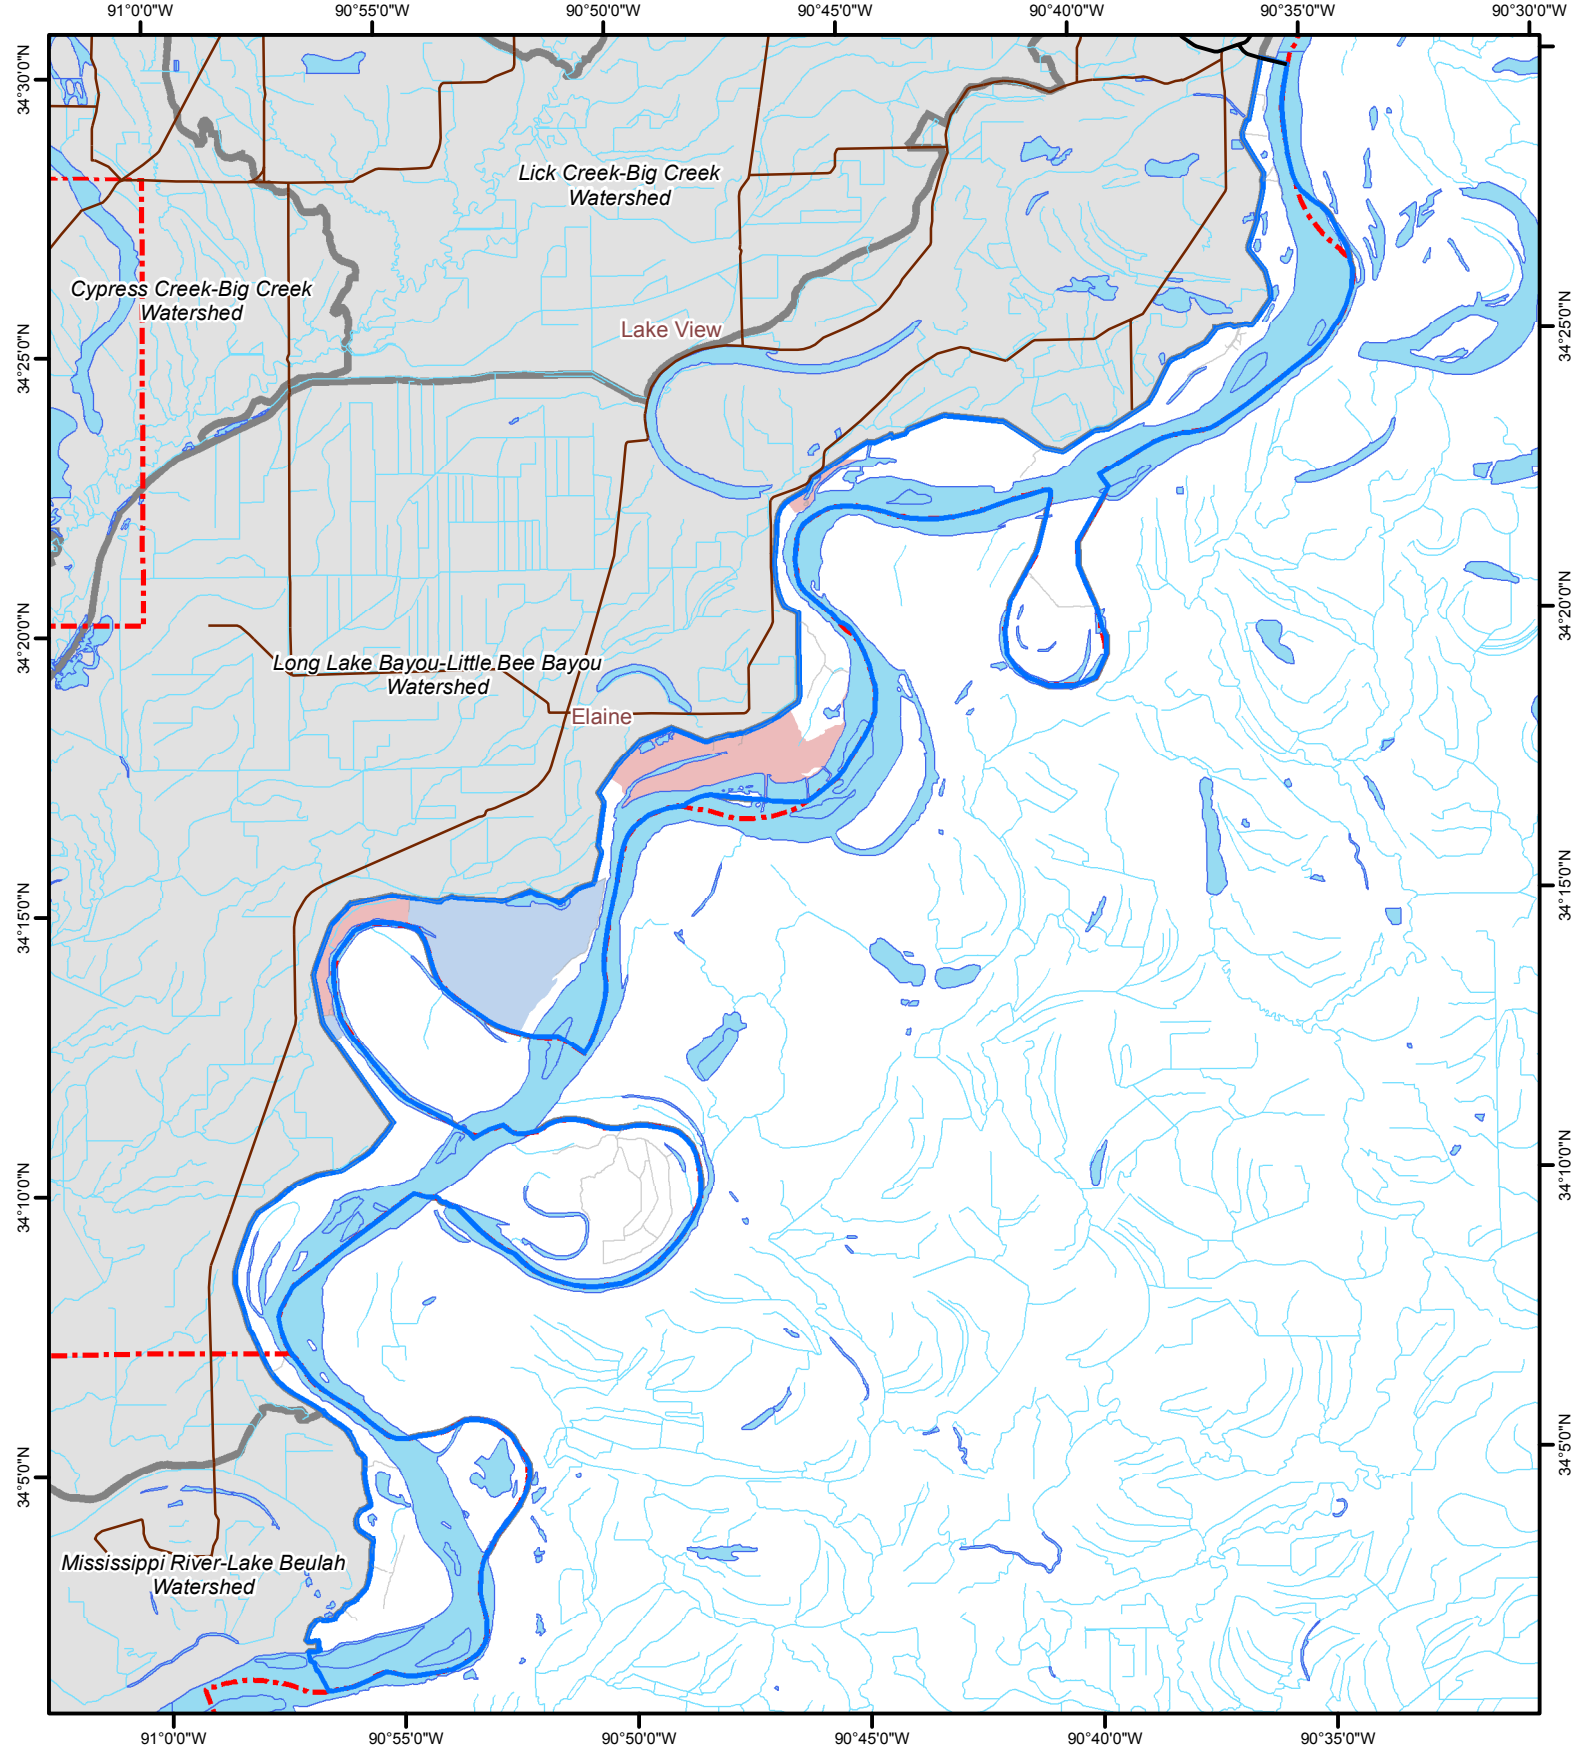 91°0'0"W
90°55'0"W
90°50'0"W
90°45'0"W
90°40'0"W
90°35'0"W
90°30'0"W
34°30'0"N
Lick Creek-Big Creek
Watershed
Cypress Creek-Big Creek
Watershed
34°25'0"N
Lake View
34°25'0"N
34°20'0"N
34°20'0"N
Long Lake Bayou-Little Bee Bayou
Watershed
Elaine
34°15'0"N
34°15'0"N
34°10'0"N
34°10'0"N
34°5'0"N
34°5'0"N
Mississippi River-Lake Beulah
Watershed
91°0'0"W
90°55'0"W
90°50'0"W
90°45'0"W
90°40'0"W
90°35'0"W